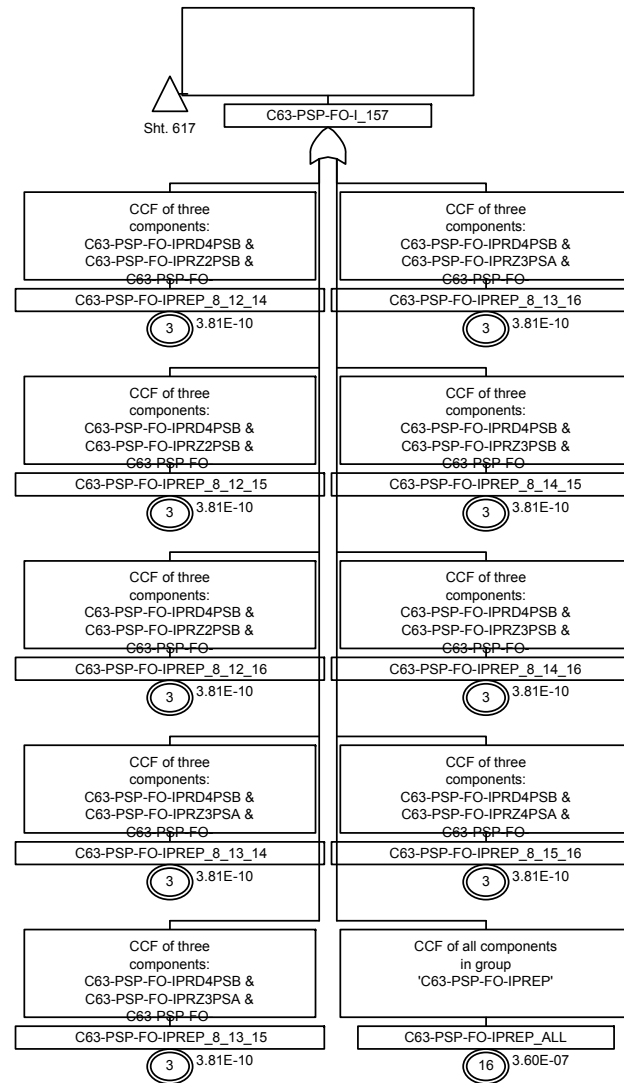 C63-PSP-FO-I_157
Sht. 617
CCF of three
components:
C63-PSP-FO-IPRD4PSB &
C63-PSP-FO-IPRZ2PSB &
C63-PSP-FO-
C63-PSP-FO-IPREP_8_12_14
3
3.81E-10
CCF of three
components:
C63-PSP-FO-IPRD4PSB &
C63-PSP-FO-IPRZ3PSA &
C63-PSP-FO-
C63-PSP-FO-IPREP_8_13_16
3
3.81E-10
CCF of three
components:
C63-PSP-FO-IPRD4PSB &
C63-PSP-FO-IPRZ2PSB &
C63-PSP-FO-
C63-PSP-FO-IPREP_8_12_15
3
3.81E-10
CCF of three
components:
C63-PSP-FO-IPRD4PSB &
C63-PSP-FO-IPRZ3PSB &
C63-PSP-FO-
C63-PSP-FO-IPREP_8_14_15
3
3.81E-10
CCF of three
components:
C63-PSP-FO-IPRD4PSB &
C63-PSP-FO-IPRZ2PSB &
C63-PSP-FO-
C63-PSP-FO-IPREP_8_12_16
3
3.81E-10
CCF of three
components:
C63-PSP-FO-IPRD4PSB &
C63-PSP-FO-IPRZ3PSB &
C63-PSP-FO-
C63-PSP-FO-IPREP_8_14_16
3
3.81E-10
CCF of three
components:
C63-PSP-FO-IPRD4PSB &
C63-PSP-FO-IPRZ3PSA &
C63-PSP-FO-
C63-PSP-FO-IPREP_8_13_14
3
3.81E-10
CCF of three
components:
C63-PSP-FO-IPRD4PSB &
C63-PSP-FO-IPRZ4PSA &
C63-PSP-FO-
C63-PSP-FO-IPREP_8_15_16
3
3.81E-10
CCF of three
components:
C63-PSP-FO-IPRD4PSB &
C63-PSP-FO-IPRZ3PSA &
C63-PSP-FO-
C63-PSP-FO-IPREP_8_13_15
3
3.81E-10
CCF of all components
in group
'C63-PSP-FO-IPREP'
C63-PSP-FO-IPREP_ALL
16
3.60E-07